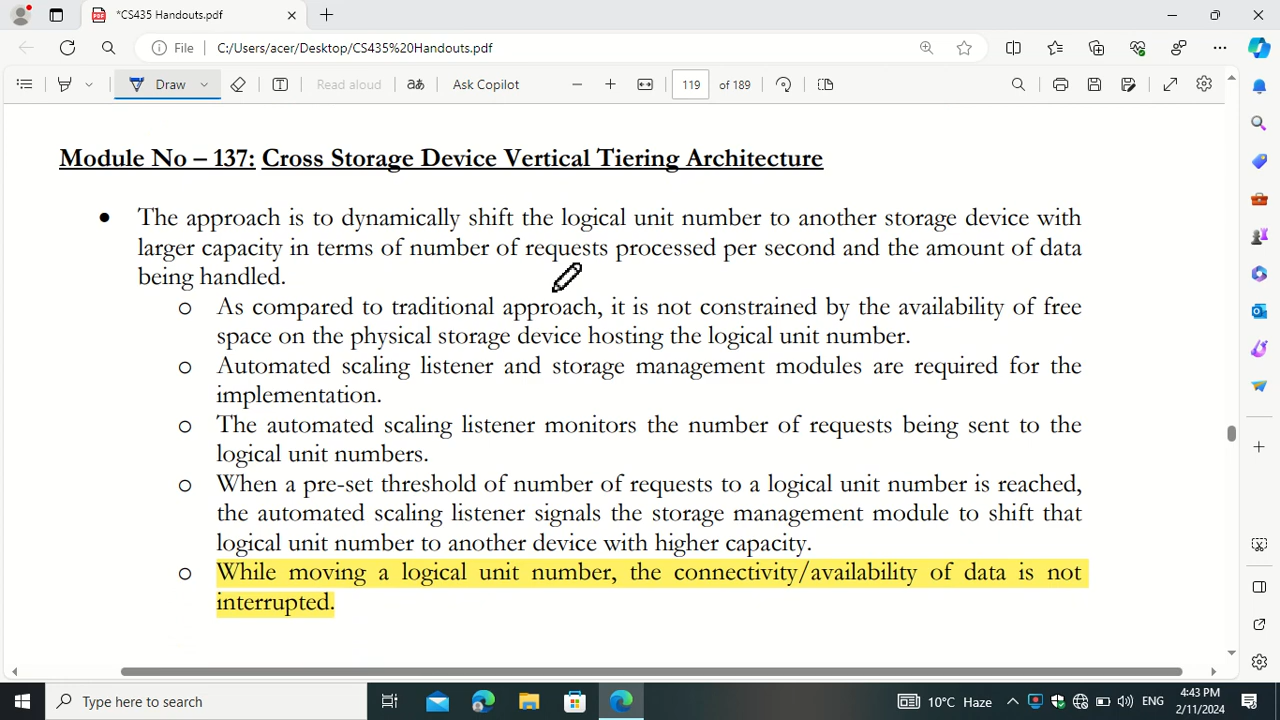 *CS435 Handouts.pdf
File C:/Users/acer/Desktop/CS435%20Handouts.pdf
Draw Read aloud aあ Ask Copilot 119 of 189
Module No – 137: Cross Storage Device Vertical Tiering Architecture
• The approach is to dynamically shift the logical unit number to another storage device with
larger capacity in terms of number of requests processed per second and the amount of data
being handled.
o As compared to traditional approach, it is not constrained by the availability of free
space on the physical storage device hosting the logical unit number.
o Automated scaling listener and storage management modules are required for the
implementation.
o The automated scaling listener monitors the number of requests being sent to the
logical unit numbers.
o When a pre-set threshold of number of requests to a logical unit number is reached,
the automated scaling listener signals the storage management module to shift that
logical unit number to another device with higher capacity.
o While moving a logical unit number, the connectivity/availability of data is not
interrupted.
Type here to search 10°C Haze ENG 4:43 PM
2/11/2024